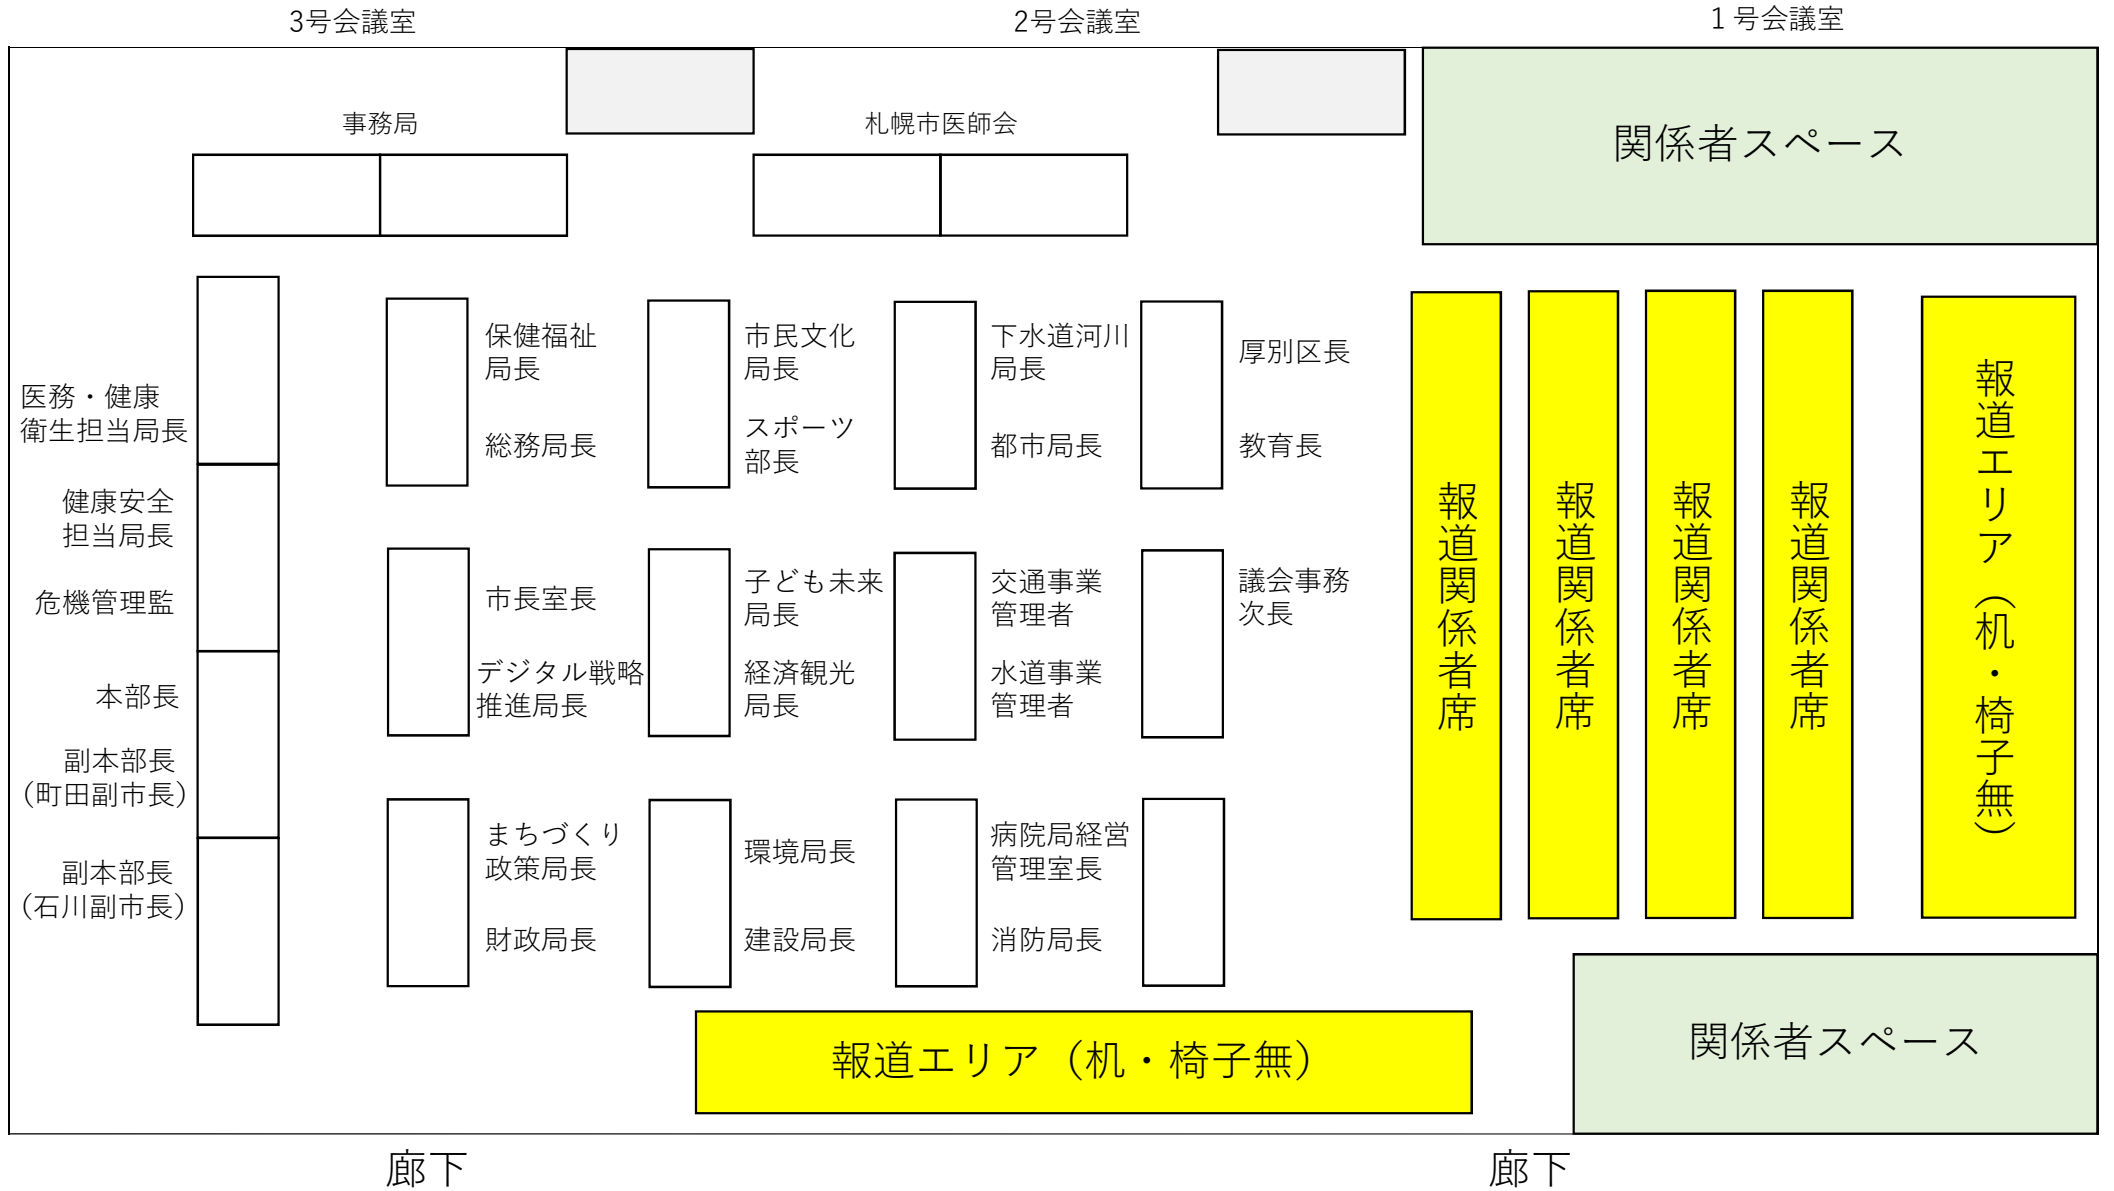 3号会議室
2号会議室
１号会議室
事務局
札幌市医師会
関係者スペース
医務・健康
衛生担当局長
健康安全
担当局長
危機管理監
本部長
副本部長
（町田副市長）
副本部長
（石川副市長）
保健福祉
局長
総務局長
市長室長
デジタル戦略
推進局長
まちづくり
政策局長
財政局長
市民文化
局長
スポーツ
部長
子ども未来
局長
経済観光
局長
環境局長
建設局長
下水道河川
局長
都市局長
交通事業
管理者
水道事業
管理者
病院局経営
管理室長
消防局長
厚別区長
教育長
議会事務
次長
報道関係者席
報道関係者席
報道関係者席
報道関係者席
報道エリア（机・椅子無）
報道エリア（机・椅子無）
関係者スペース
廊下
廊下